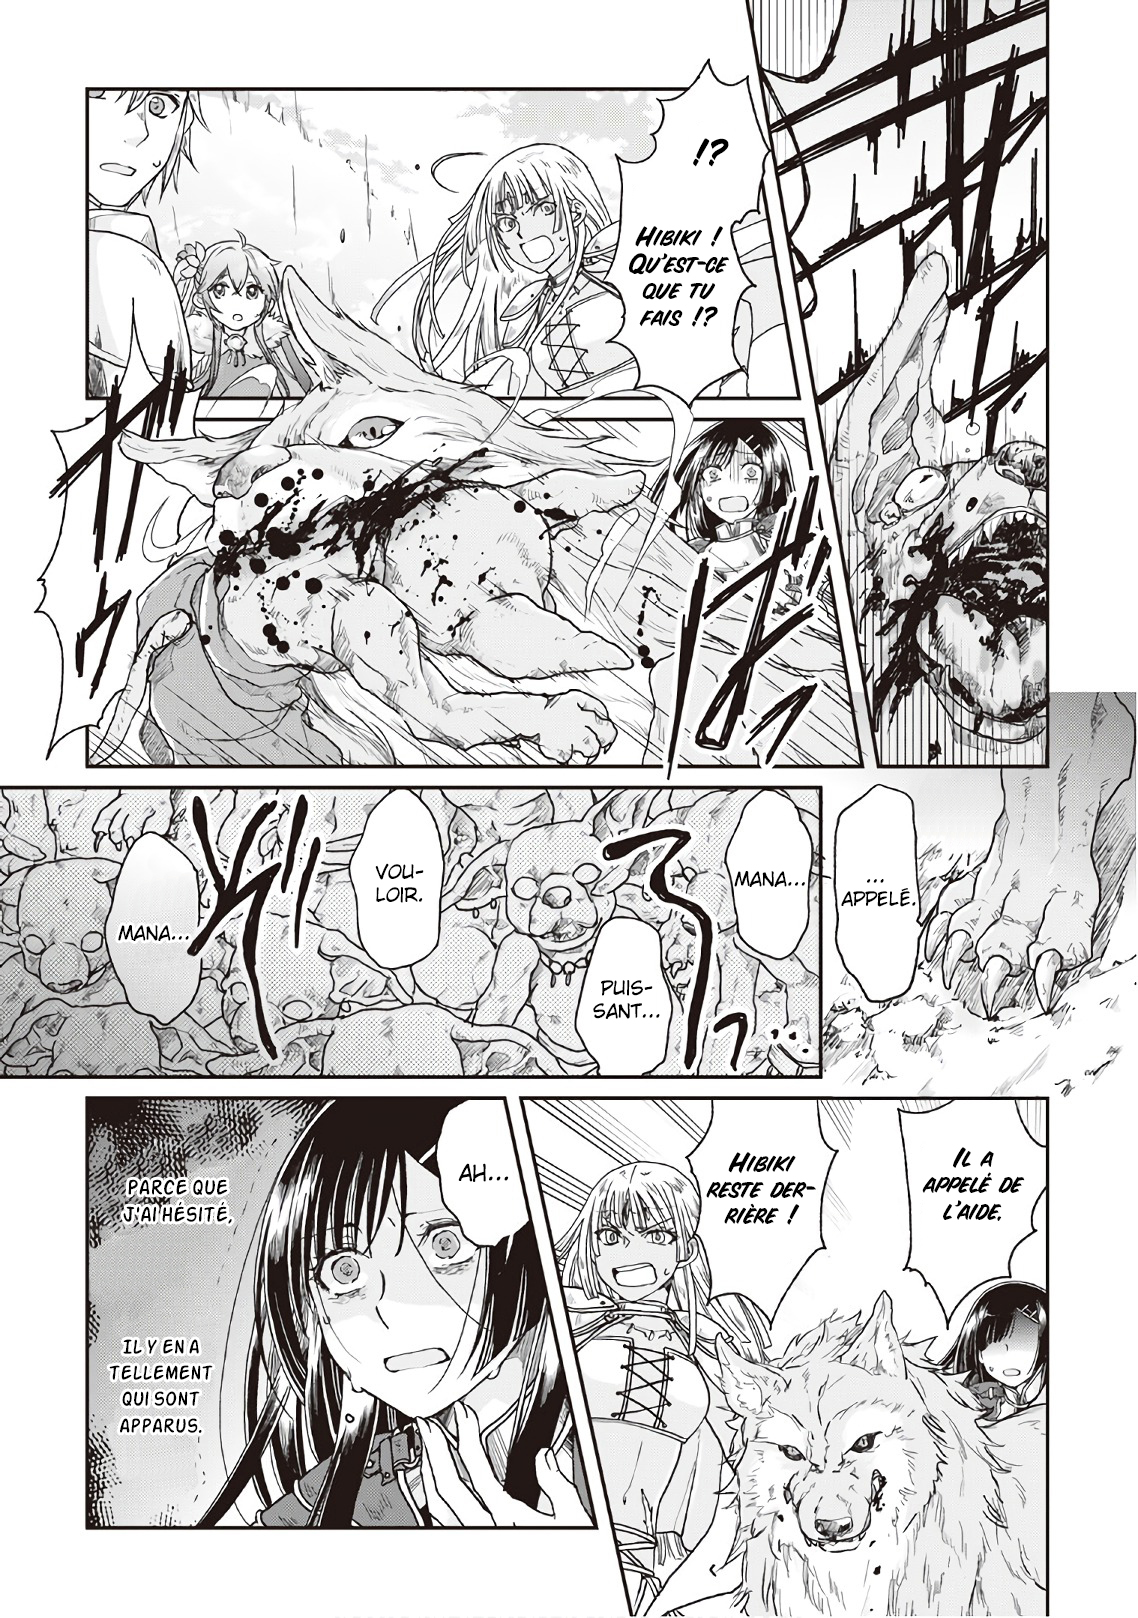 !?
HIBIKI !
QU'EST-CE
QUE TU
FAIS !?
...
APPELÉ.
MANA...
PUIS-
SANT...
VOU-
LOIR.
MANA...
IL A
APPELÉ DE
L'AIDE.
HIBIKI
RESTE DER-
RIÈRE !
AH...
PARCE QUE
J'AI HÉSITÉ,
IL Y EN A
TELLEMENT
QUI SONT
APPARUS.